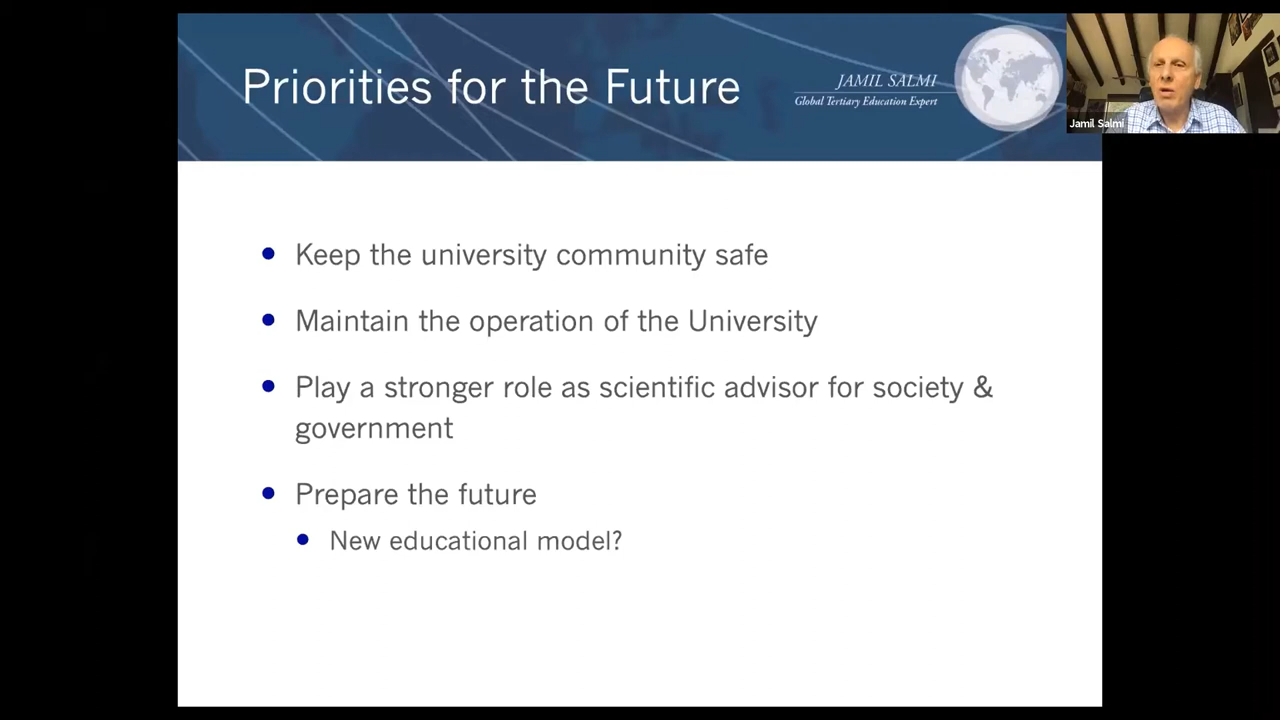 Priorities for the Future
JAMIL SALMI
Global Tertiary Education Expert
Jamil Salmi
• Keep the university community safe
• Maintain the operation of the University
• Play a stronger role as scientific advisor for society &
government
• Prepare the future
• New educational model?